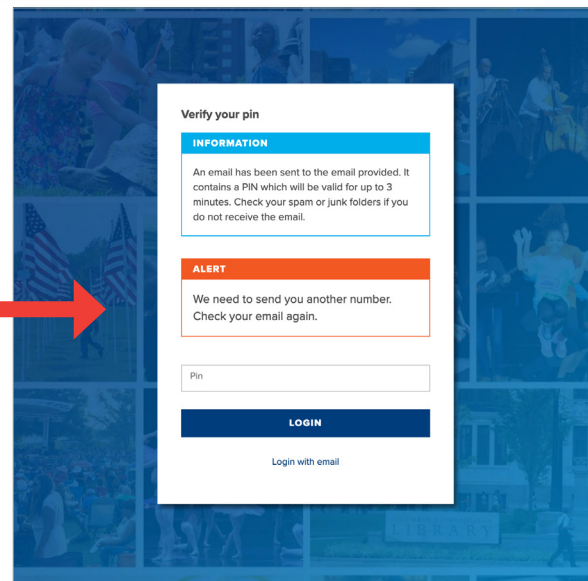 Verify your pin
INFORMATION
An email has been sent to the email provided. It
contains a PIN which will be valid for up to 3
minutes. Check your spam or junk folders if you
do not receive the email.
ALERT
We need to send you another number.
Check your email again.
Pin
LOGIN
Login with email
LIBRARY